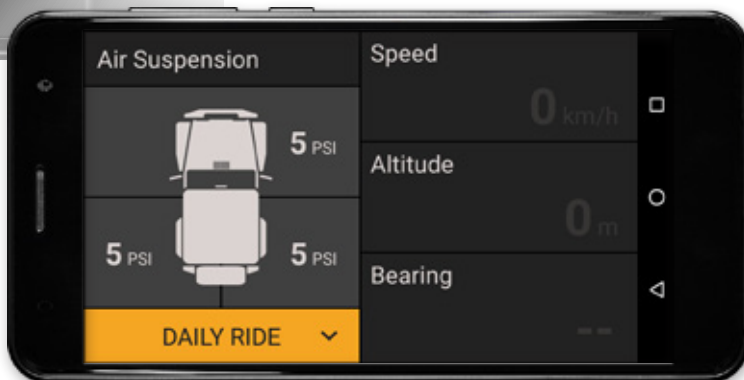 Air Suspension
5 PSI
5 PSI
5 PSI
DAILY RIDE
Speed
0 km/h
Altitude
0 m
Bearing
--